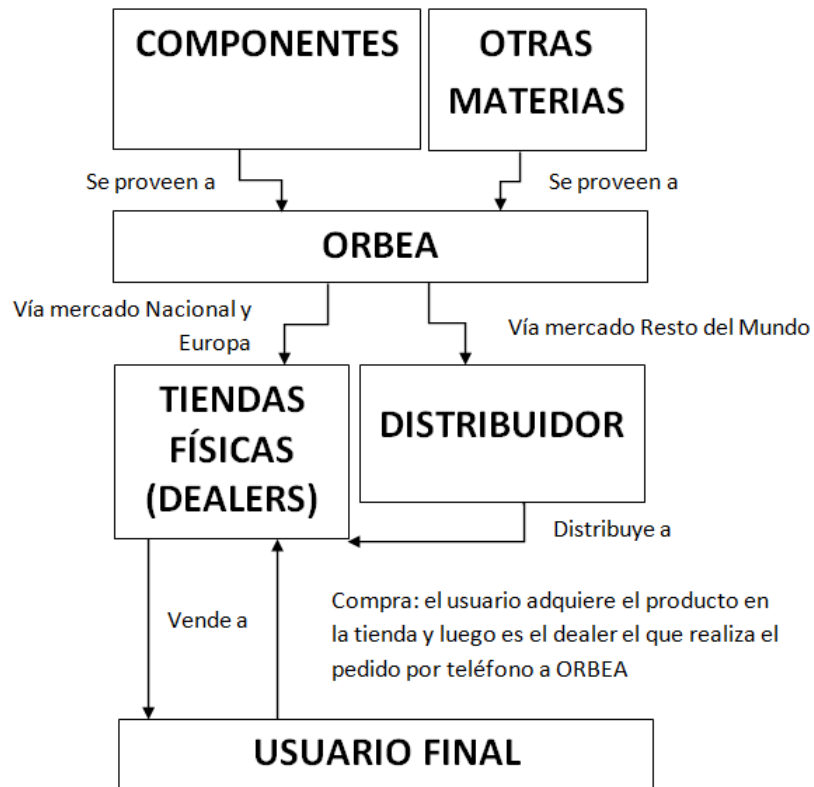 COMPONENTES
OTRAS
MATERIAS
Se proveen a
Se proveen a
ORBEA
Vía mercado Nacional y
Europa
Vía mercado Resto del Mundo
TIENDAS
FÍSICAS
(DEALERS)
DISTRIBUIDOR
Distribuye a
Vende a
Compra: el usuario adquiere el producto en
la tienda y luego es el dealer el que realiza el
pedido por teléfono a ORBEA
USUARIO FINAL